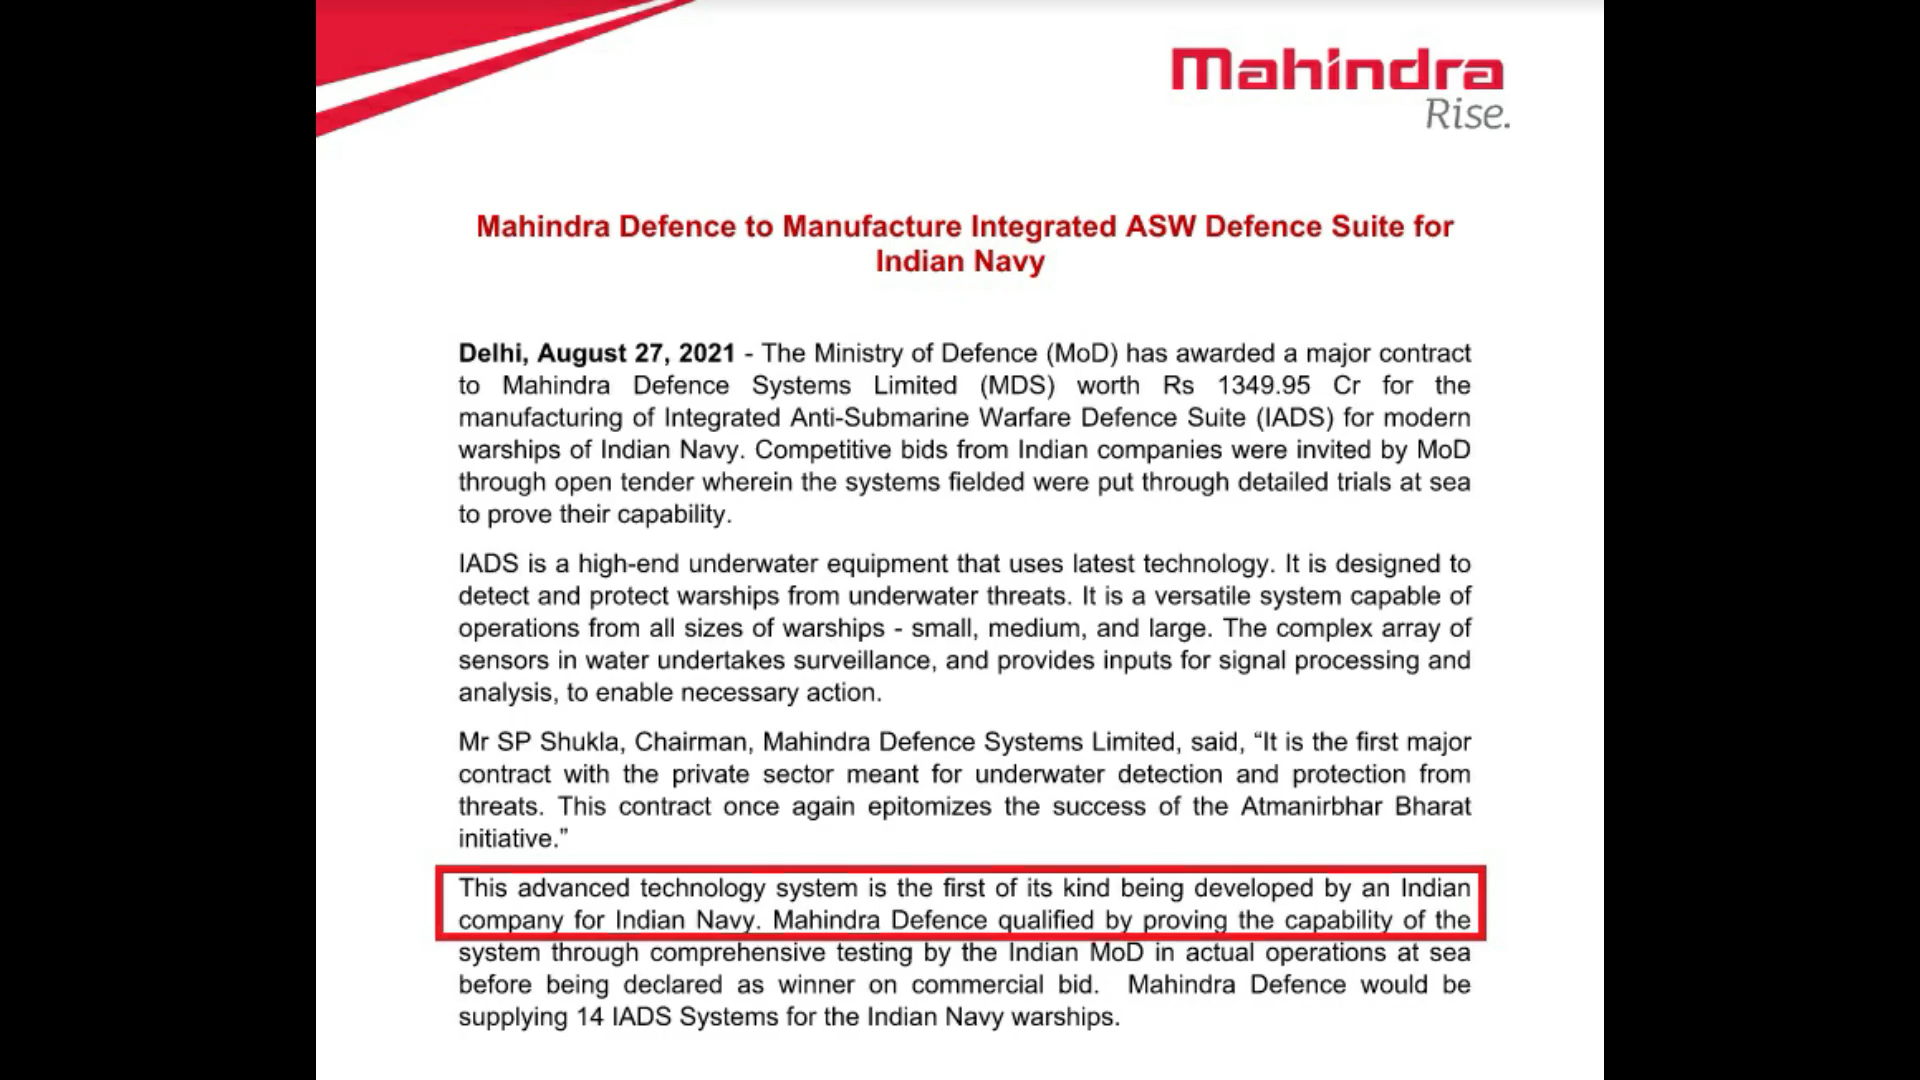 Mahindra
Rise.
Mahindra Defence to Manufacture Integrated ASW Defence Suite for
Indian Navy
Delhi, August 27, 2021 - The Ministry of Defence (MoD) has awarded a major contract
to Mahindra Defence Systems Limited (MDS) worth Rs 1349.95 Cr for the
manufacturing of Integrated Anti-Submarine Warfare Defence Suite (IADS) for modern
warships of Indian Navy. Competitive bids from Indian companies were invited by MoD
through open tender wherein the systems fielded were put through detailed trials at sea
to prove their capability.
IADS is a high-end underwater equipment that uses latest technology. It is designed to
detect and protect warships from underwater threats. It is a versatile system capable of
operations from all sizes of warships - small, medium, and large. The complex array of
sensors in water undertakes surveillance, and provides inputs for signal processing and
analysis, to enable necessary action.
Mr SP Shukla, Chairman, Mahindra Defence Systems Limited, said, “It is the first major
contract with the private sector meant for underwater detection and protection from
threats. This contract once again epitomizes the success of the Atmanirbhar Bharat
initiative.”
This advanced technology system is the first of its kind being developed by an Indian
company for Indian Navy. Mahindra Defence qualified by proving the capability of the
system through comprehensive testing by the Indian MoD in actual operations at sea
before being declared as winner on commercial bid. Mahindra Defence would be
supplying 14 IADS Systems for the Indian Navy warships.